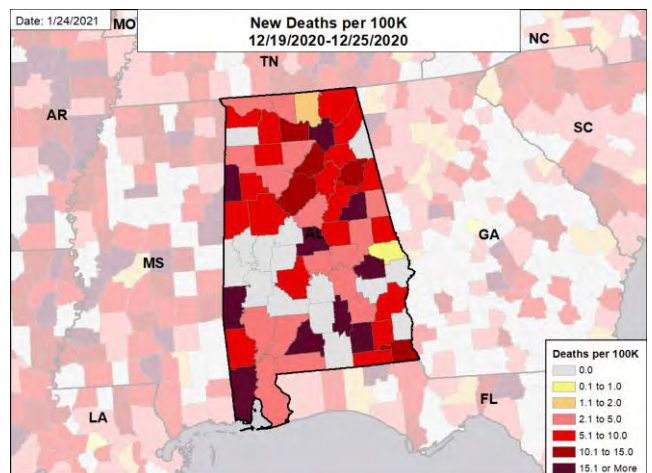 Date: 1/24/2021
New Deaths per 100K
12/19/2020-12/25/2020
MO
TN
NC
AR
SC
MS
AL
GA
LA
FL
Deaths per 100K
0.0
0.1 to 1.0
1.1 to 2.0
2.1 to 5.0
5.1 to 10.0
10.1 to 15.0
15.1 or More